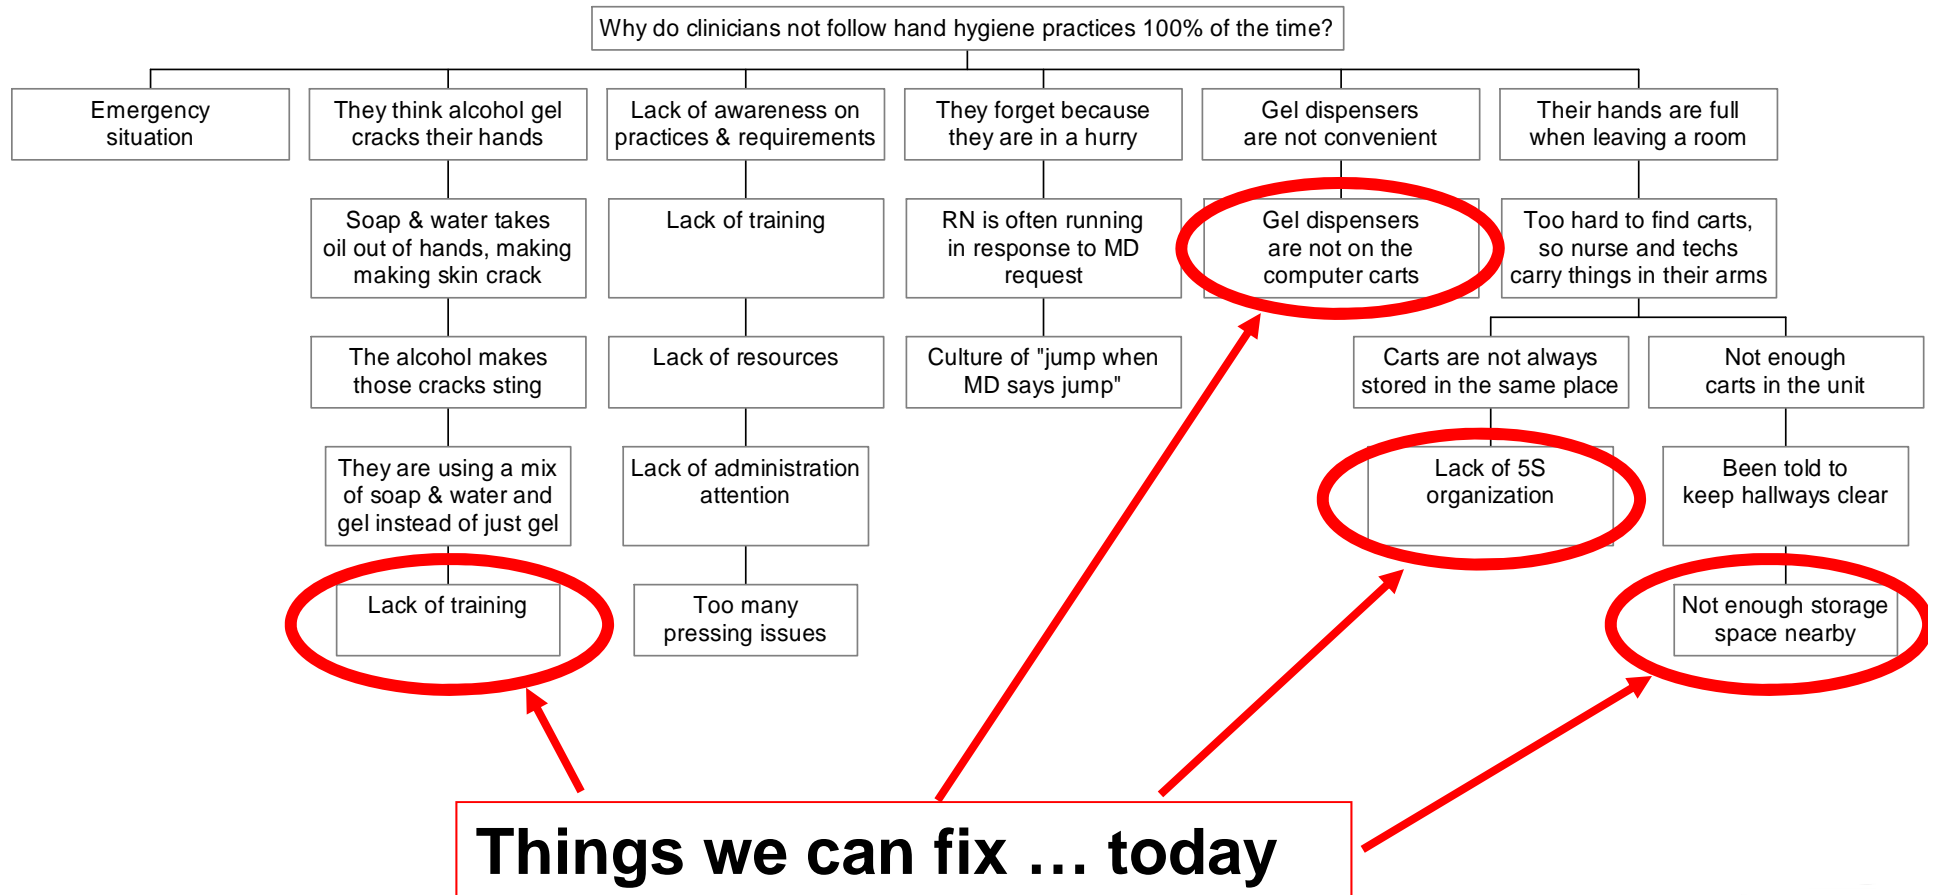 Why do clinicians not follow hand hygiene practices 100% of the time?
Emergency
situation
They think alcohol gel
cracks their hands
Lack of awareness on
practices & requirements
They forget because
they are in a hurry
Gel dispensers
are not convenient
Their hands are full
when leaving a room
Soap & water takes
oil out of hands, making
making skin crack
Lack of training
RN is often running
in response to MD
request
Gel dispensers
are not on the
computer carts
Too hard to find carts,
so nurse and techs
carry things in their arms
The alcohol makes
those cracks sting
Lack of resources
Culture of "jump when
MD says jump"
Carts are not always
stored in the same place
Not enough
carts in the unit
They are using a mix
of soap & water and
gel instead of just gel
Lack of administration
attention
Lack of 5S
organization
Been told to
keep hallways clear
Lack of training
Too many
pressing issues
Not enough storage
space nearby
Things we can fix … today